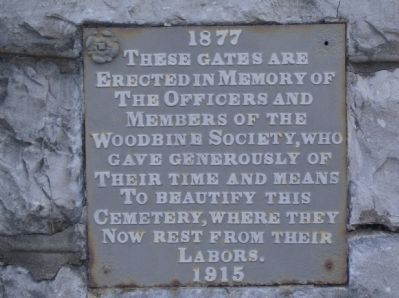 1877
THESE GATES ARE
ERECTED IN MEMORY OF
THE OFFICERS AND
MEMBERS OF THE
WOODBINE SOCIETY, WHO
GAVE GENEROUSLY OF
THEIR TIME AND MEANS
TO BEAUTIFY THIS
CEMETERY, WHERE THEY
NOW REST FROM THEIR
LABORS.
1915